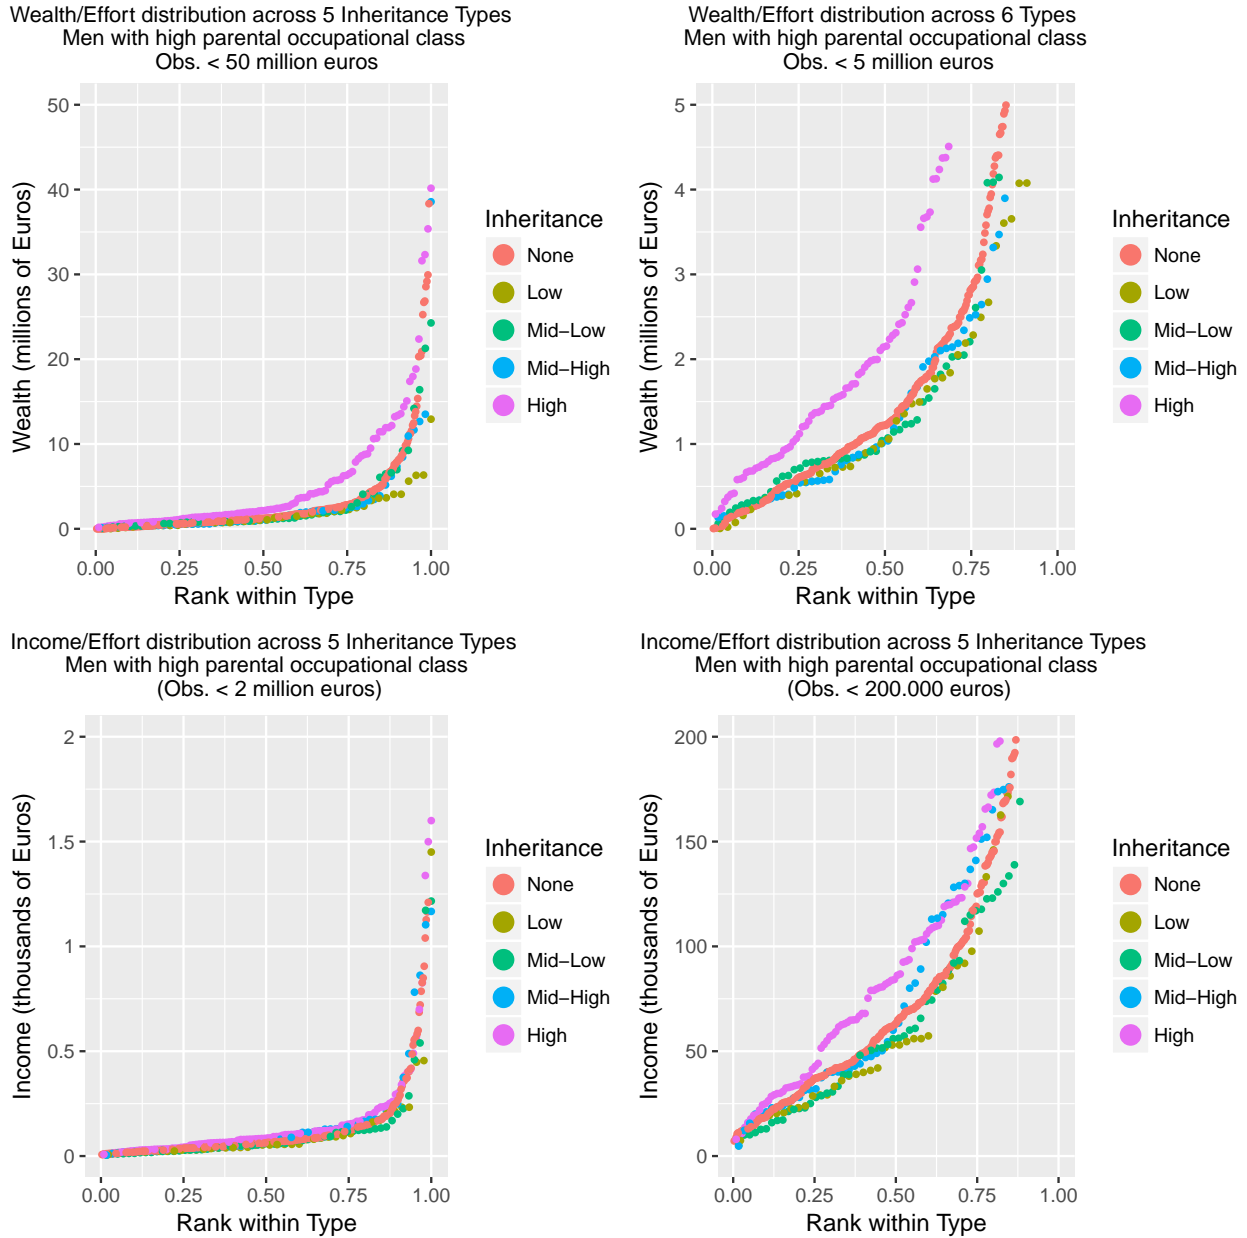 Wealth/Effort distribution across 5 Inheritance Types
Men with high parental occupational class
Obs. < 50 million euros
50
40
30
20
10
0
Wealth (millions of Euros)
0.00 0.25 0.50 0.75 1.00
Rank within Type
Inheritance
None
Low
Mid−Low
Mid−High
High
Wealth/Effort distribution across 6 Types
Men with high parental occupational class
Obs. < 5 million euros
5
4
3
2
1
0
Wealth (millions of Euros)
0.00 0.25 0.50 0.75 1.00
Rank within Type
Inheritance
None
Low
Mid−Low
Mid−High
High
Income/Effort distribution across 5 Inheritance Types
Men with high parental occupational class
(Obs. < 2 million euros)
2
1.5
1
0.5
0
Income (thousands of Euros)
0.00 0.25 0.50 0.75 1.00
Rank within Type
Inheritance
None
Low
Mid−Low
Mid−High
High
Income/Effort distribution across 5 Inheritance Types
Men with high parental occupational class
(Obs. < 200.000 euros)
200
150
100
50
0
Income (thousands of Euros)
0.00 0.25 0.50 0.75 1.00
Rank within Type
Inheritance
None
Low
Mid−Low
Mid−High
High